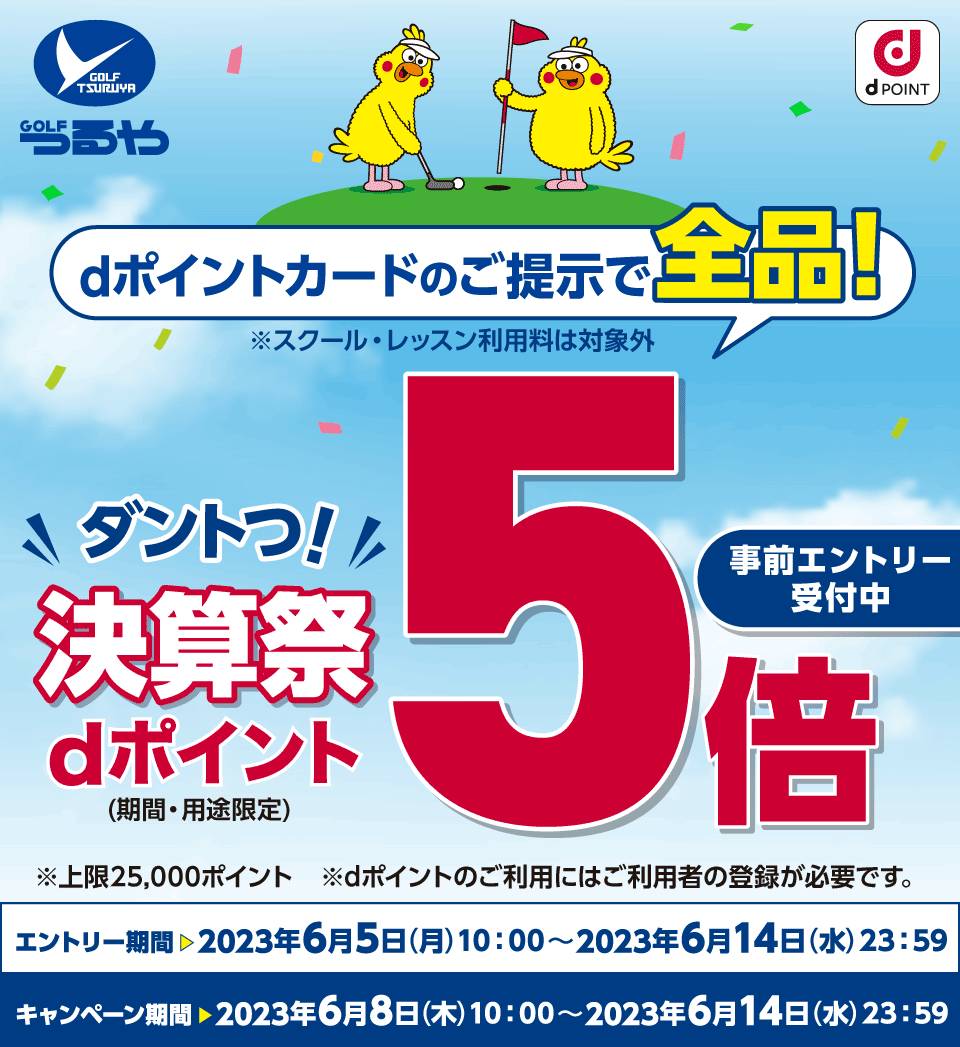 GOLF
TSURUYA
GOLF
つるや
d POINT
dポイントカードのご提示で全品!
※スクール・レッスン利用料は対象外
ダントつ!
決算祭
dポイント
(期間・用途限定)
5倍
事前エントリー
受付中
※上限25,000ポイント ※dポイントのご利用にはご利用者の登録が必要です。
エントリー期間▶2023年6月5日(月)10:00~2023年6月14日(水)23:59
キャンペーン期間▶2023年6月8日(木)10:00~2023年6月14日(水)23:59